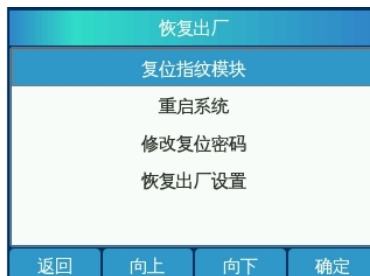 恢复出厂
复位指纹模块
重启系统
修改复位密码
恢复出厂设置
返回 向上 向下 确定